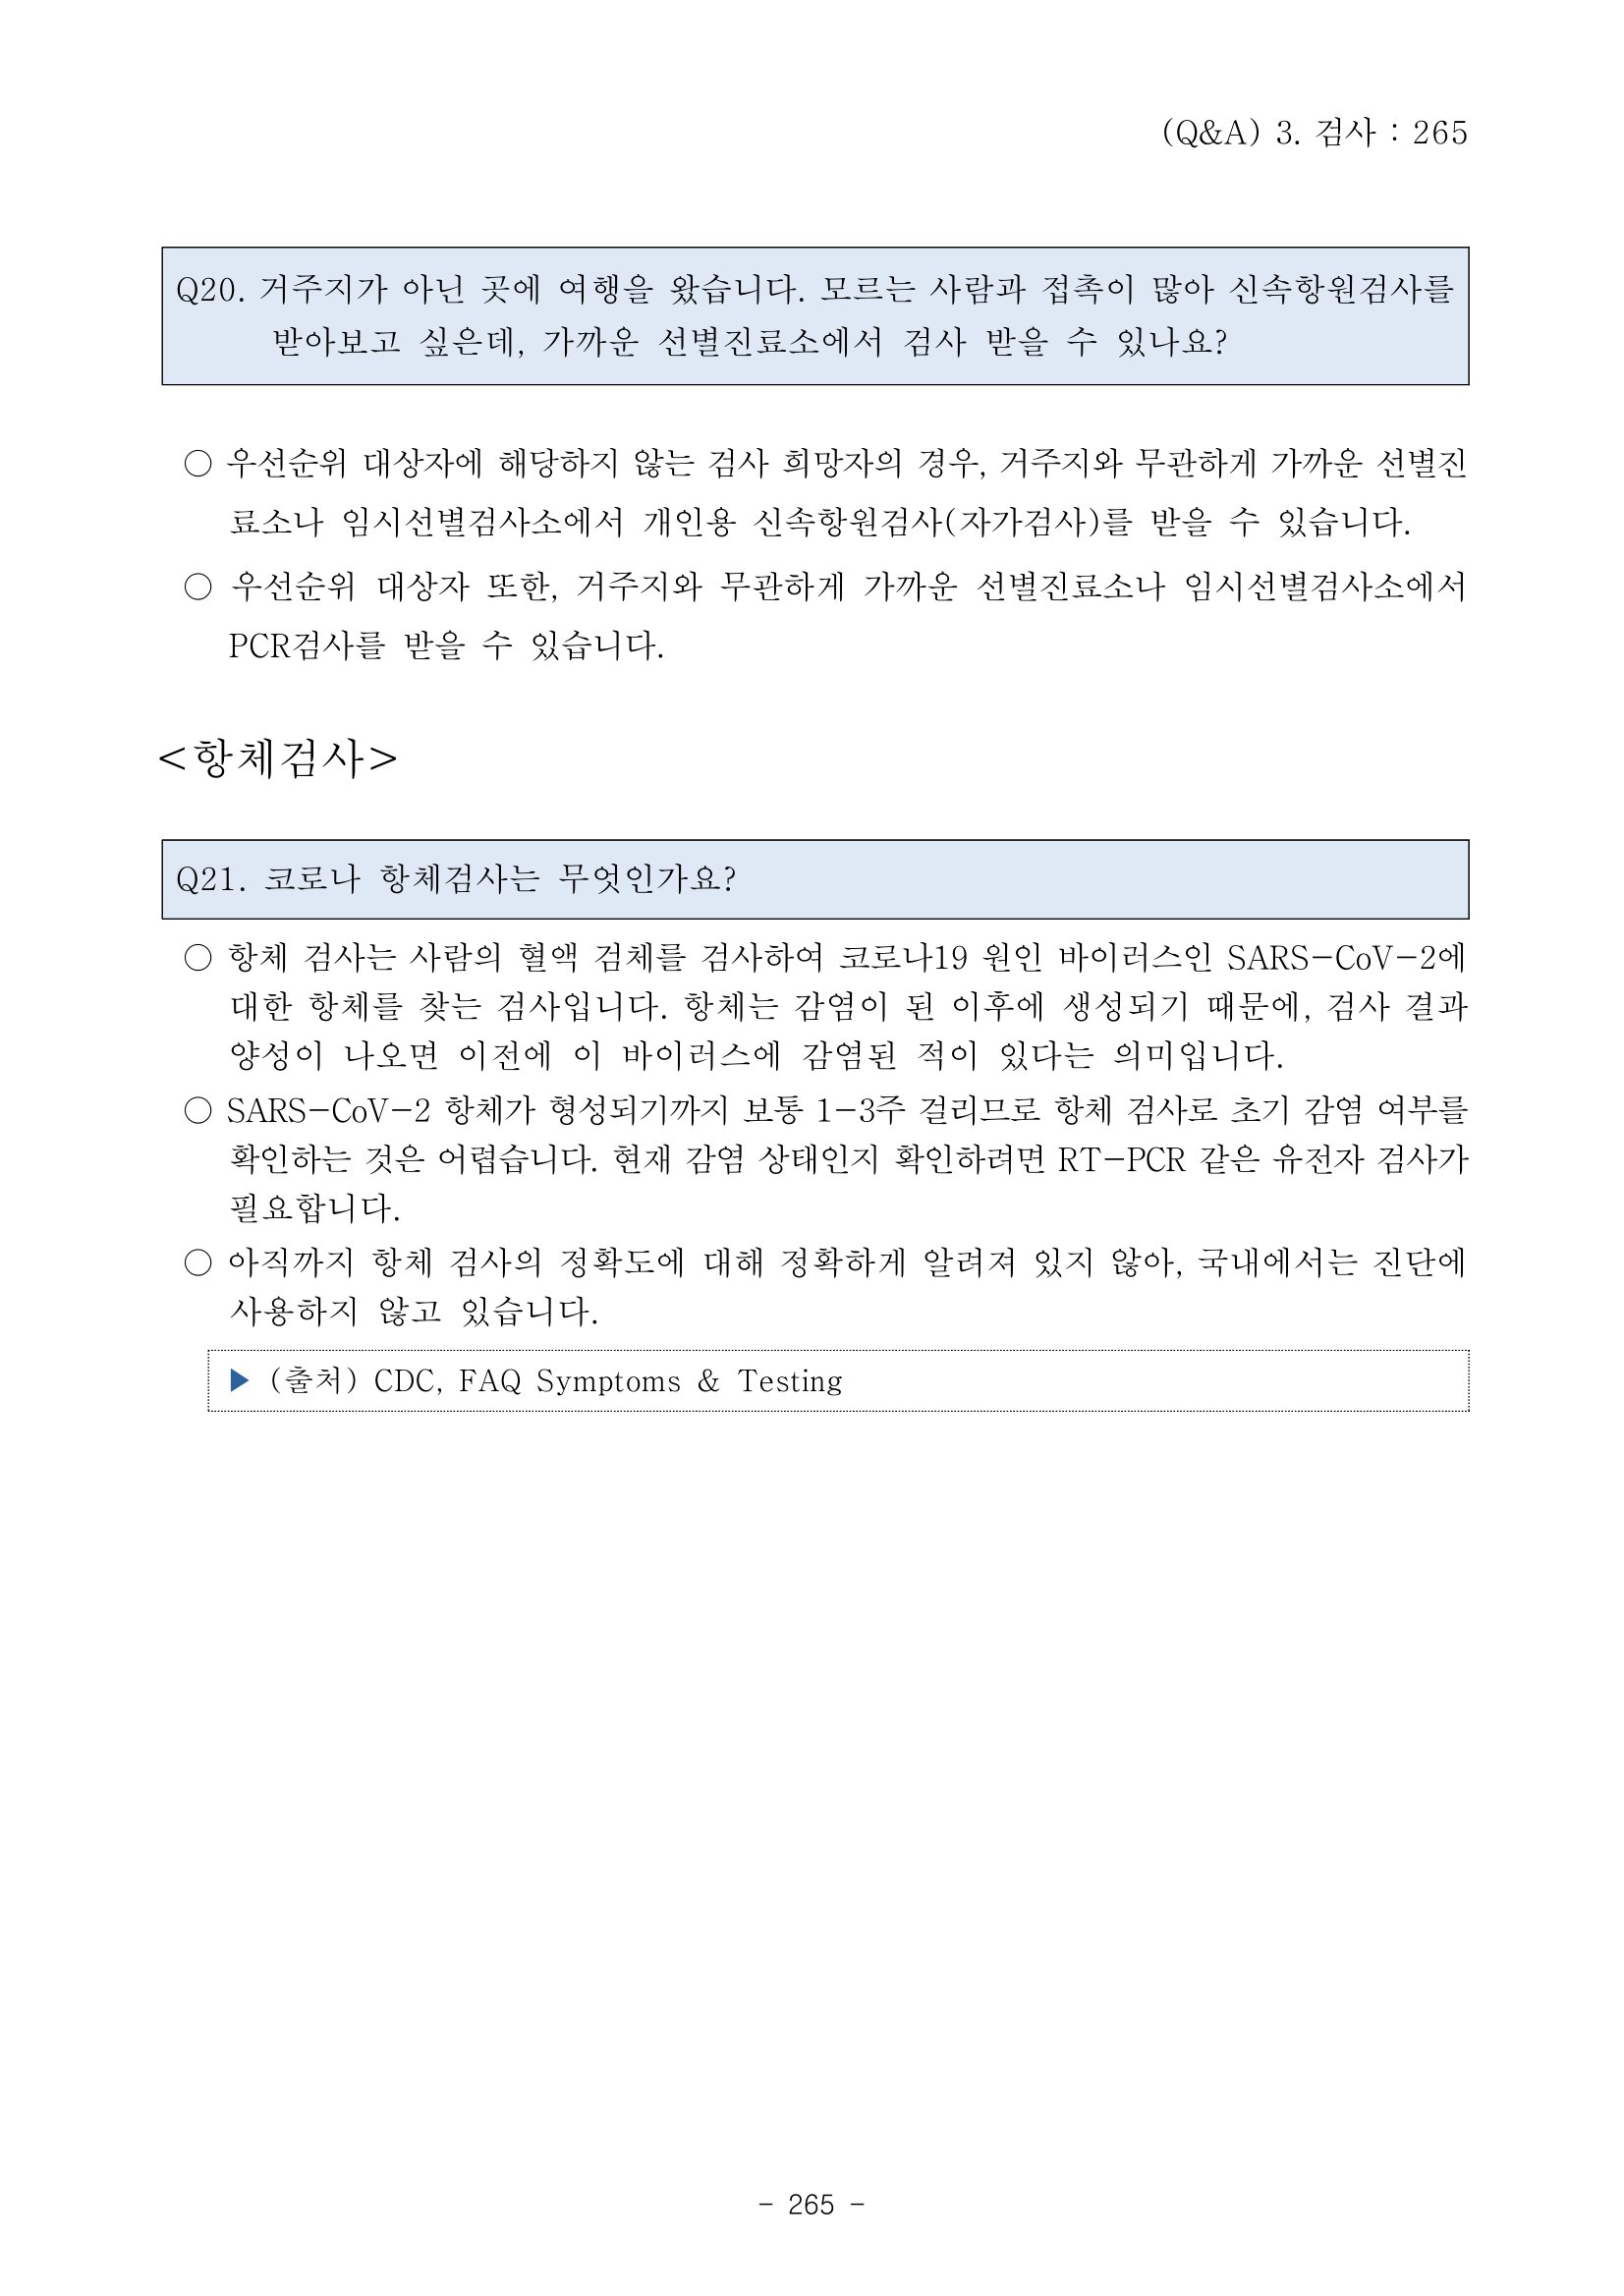 (Q&A) 3. 검사 : 265
Q20. 거주지가 아닌 곳에 여행을 왔습니다. 모르는 사람과 접촉이 많아 신속항원검사를
받아보고 싶은데, 가까운 선별진료소에서 검사 받을 수 있나요?
○ 우선순위 대상자에 해당하지 않는 검사 희망자의 경우, 거주지와 무관하게 가까운 선별진
료소나 임시선별검사소에서 개인용 신속항원검사(자가검사)를 받을 수 있습니다.
○ 우선순위 대상자 또한, 거주지와 무관하게 가까운 선별진료소나 임시선별검사소에서
PCR검사를 받을 수 있습니다.
<항체검사>
Q21. 코로나 항체검사는 무엇인가요?
○ 항체 검사는 사람의 혈액 검체를 검사하여 코로나19 원인 바이러스인 SARS-CoV-2에
대한 항체를 찾는 검사입니다. 항체는 감염이 된 이후에 생성되기 때문에, 검사 결과
양성이 나오면 이전에 이 바이러스에 감염된 적이 있다는 의미입니다.
○ SARS-CoV-2 항체가 형성되기까지 보통 1-3주 걸리므로 항체 검사로 초기 감염 여부를
확인하는 것은 어렵습니다. 현재 감염 상태인지 확인하려면 RT-PCR 같은 유전자 검사가
필요합니다.
○ 아직까지 항체 검사의 정확도에 대해 정확하게 알려져 있지 않아, 국내에서는 진단에
사용하지 않고 있습니다.
▶ (출처) CDC, FAQ Symptoms & Testing
- 265 -